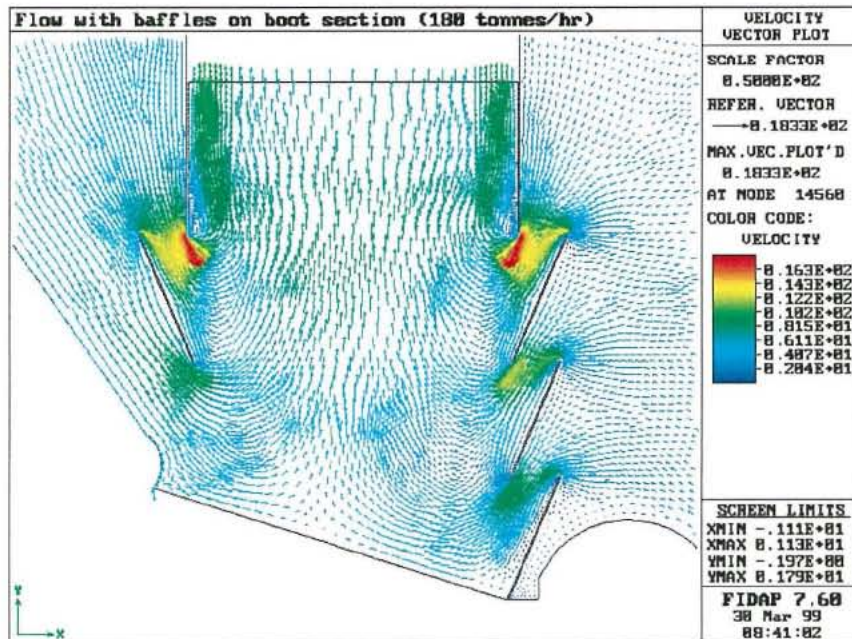 Flow with baffles on boot section (180 tonnes/hr)
VELOCITY
VECTOR PLOT
SCALE FACTOR
0.5000E+02
REFER. VECTOR
0.1833E+02
MAX.VEC.PLOT'D
0.1833E+02
AT NODE 14560
COLOR CODE:
VELOCITY
0.163E+02
0.143E+02
0.122E+02
0.102E+02
0.815E+01
0.611E+01
0.407E+01
0.204E+01
SCREEN LIMITS
XMIN -.111E+01
XMAX 0.113E+01
YMIN -.197E+00
YMAX 0.179E+01
FIDAP 7.60
30 Mar 99
08:41:02
Y
X